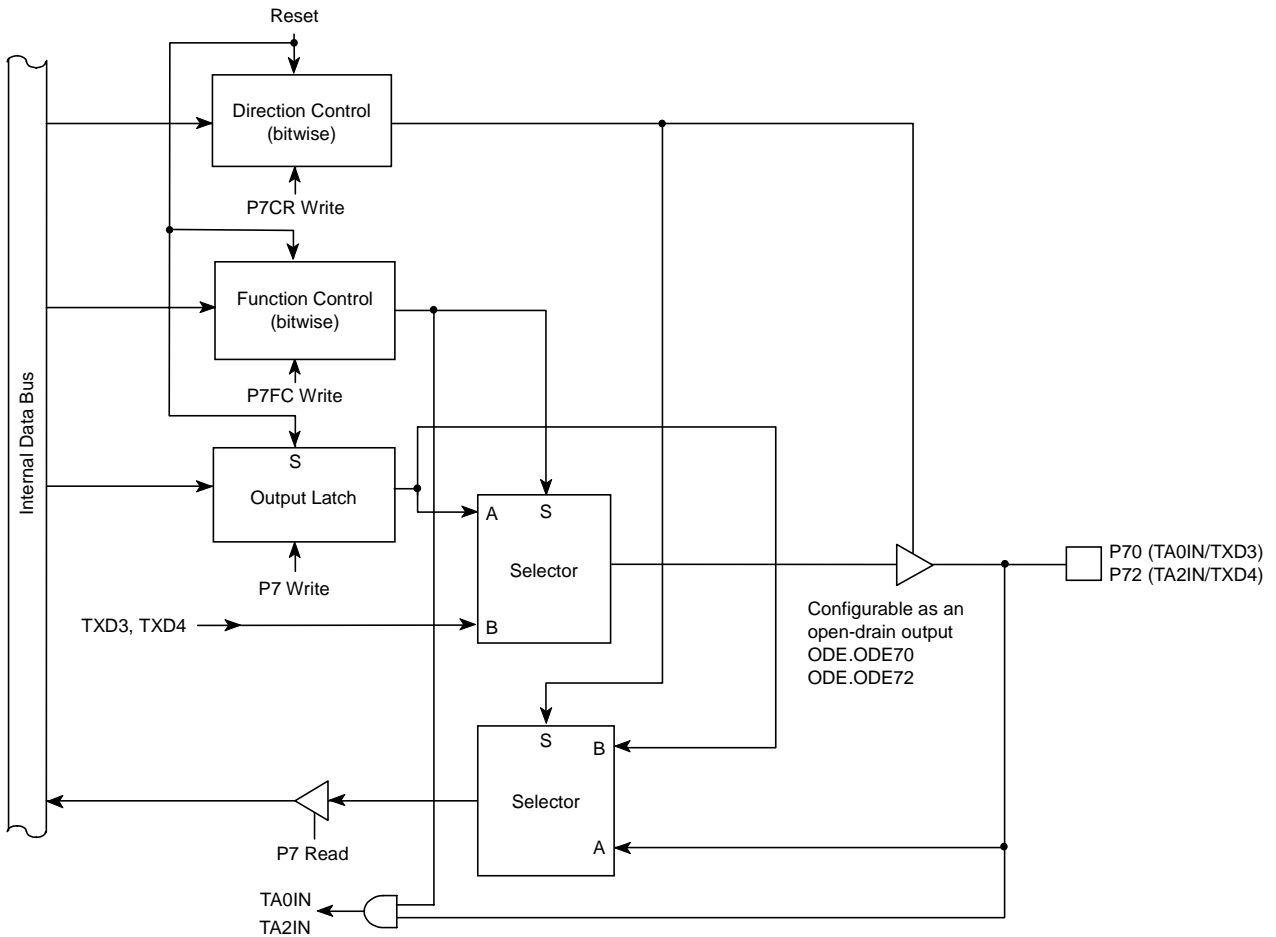 Reset
Direction Control
(bitwise)
P7CR Write
Function Control
(bitwise)
P7FC Write
Internal Data Bus
S
Output Latch
P7 Write
A
S
Selector
B
TXD3, TXD4
P70 (TA0IN/TXD3)
P72 (TA2IN/TXD4)
Configurable as an
open-drain output
ODE.ODE70
ODE.ODE72
S
B
Selector
A
P7 Read
TA0IN
TA2IN